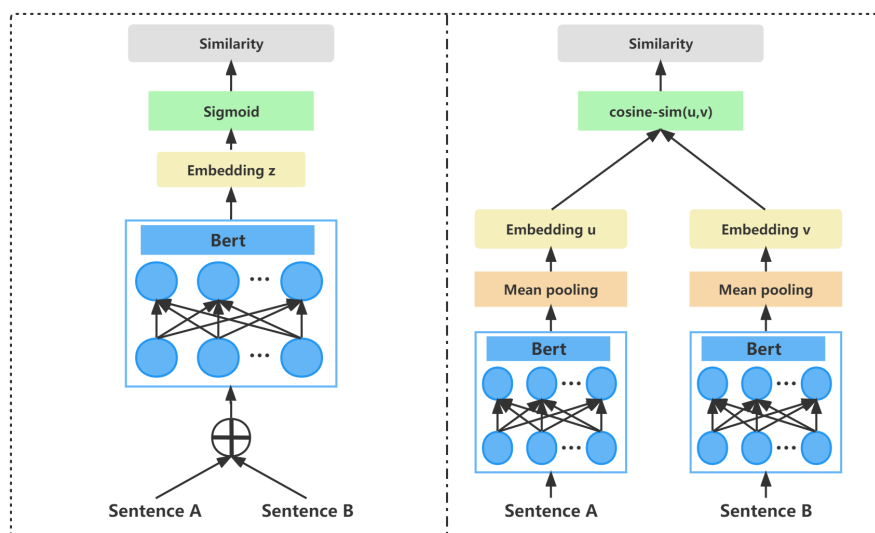 Similarity
Sigmoid
Embedding z
Bert
...
...
Sentence A
Sentence B
Similarity
cosine-sim(u,v)
Embedding u
Embedding v
Mean pooling
Mean pooling
Bert
Bert
...
...
...
...
Sentence A
Sentence B